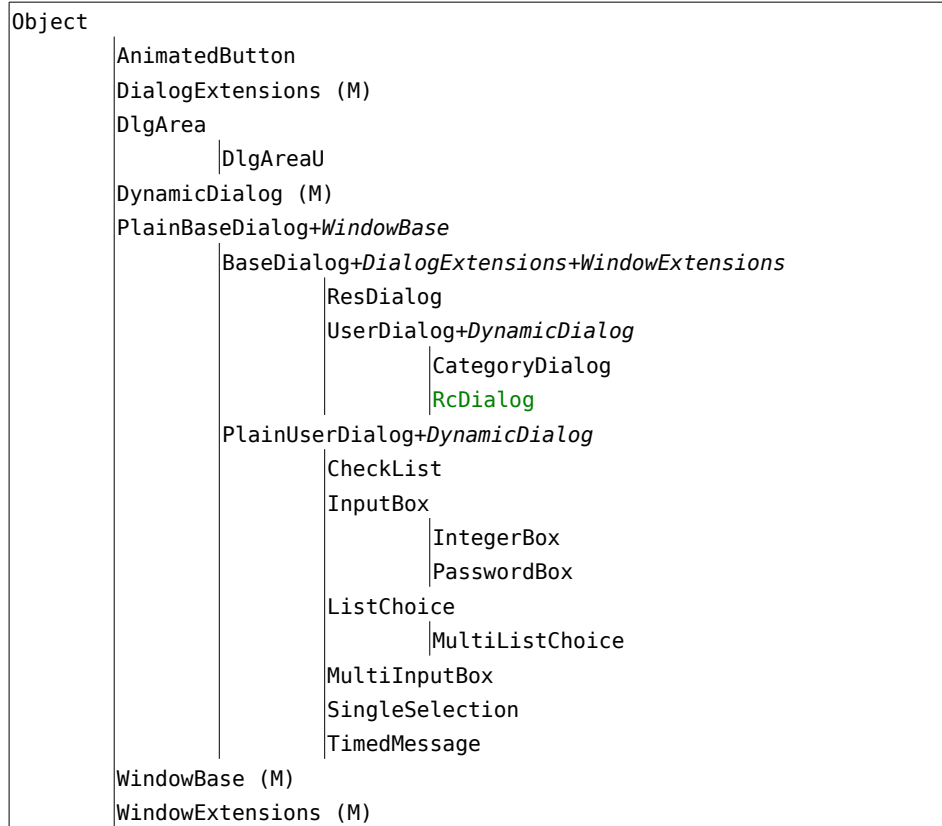 Object
AnimatedButton
DialogExtensions (M)
DlgArea
DlgAreaU
DynamicDialog (M)
PlainBaseDialog+WindowBase
BaseDialog+DialogExtensions+WindowExtensions
ResDialog
UserDialog+DynamicDialog
CategoryDialog
RcDialog
PlainUserDialog+DynamicDialog
CheckList
InputBox
IntegerBox
PasswordBox
ListChoice
MultiListChoice
MultiInputBox
SingleSelection
TimedMessage
WindowBase (M)
WindowExtensions (M)